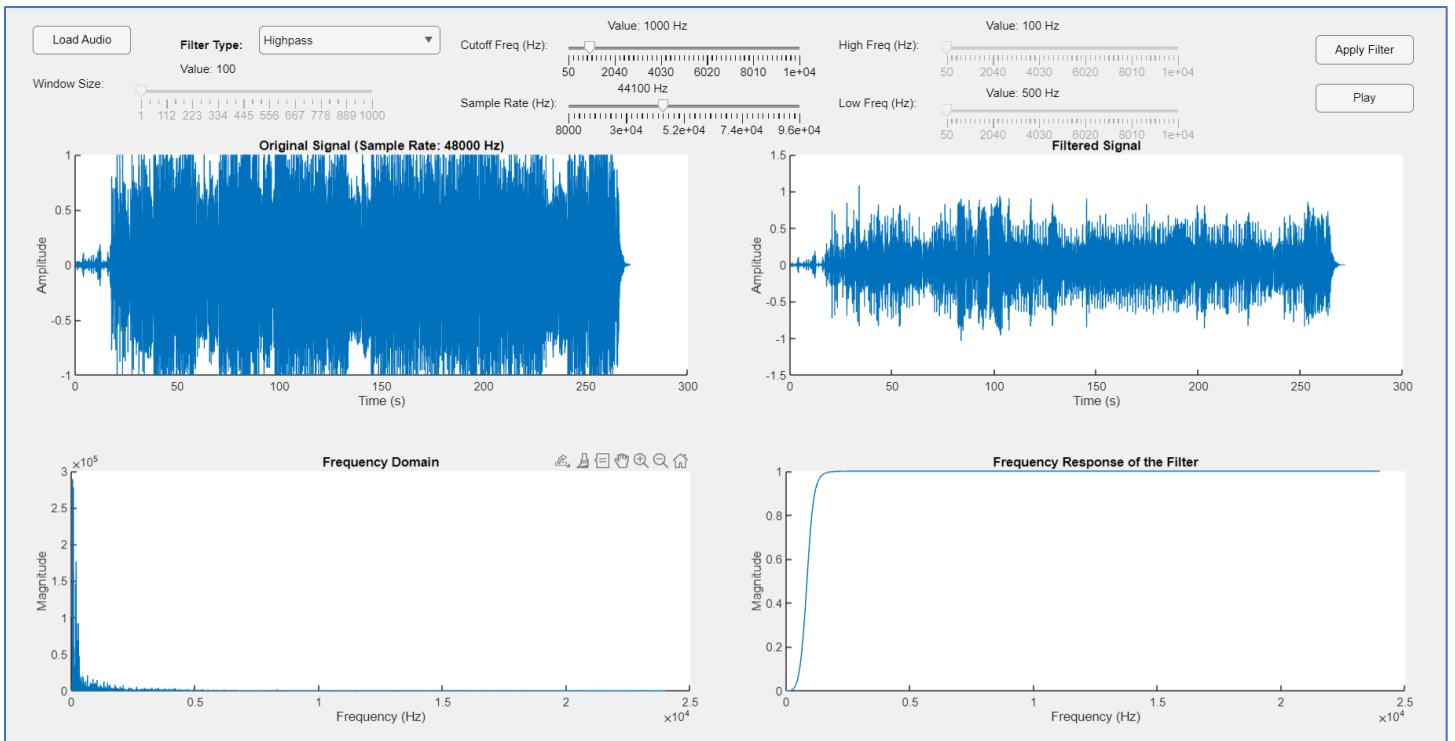 Load Audio
Filter Type:
Highpass
Value: 100
Window Size:
1 112 223 334 445 556 667 778 889 1000
Value: 1000 Hz
Cutoff Freq (Hz):
50 2040 4030 6020 8010 1e+04
44100 Hz
Sample Rate (Hz):
8000 3e+04 5.2e+04 7.4e+04 9.6e+04
Value: 100 Hz
High Freq (Hz):
50 2040 4030 6020 8010 1e+04
Value: 500 Hz
Low Freq (Hz):
50 2040 4030 6020 8010 1e+04
Apply Filter
Play
Original Signal (Sample Rate: 48000 Hz)
1
0.5
0
-0.5
-1
Amplitude
0 50 100 150 200 250 300
Time (s)
Filtered Signal
1.5
1
0.5
0
-0.5
-1
-1.5
Amplitude
0 50 100 150 200 250 300
Time (s)
Frequency Domain
×10⁵
3
2.5
2
1.5
1
0.5
0
Magnitude
0 0.5 1 1.5 2 2.5
Frequency (Hz)
×10⁴
Frequency Response of the Filter
1
0.8
0.6
0.4
0.2
0
Magnitude
0 0.5 1 1.5 2 2.5
Frequency (Hz)
×10⁴